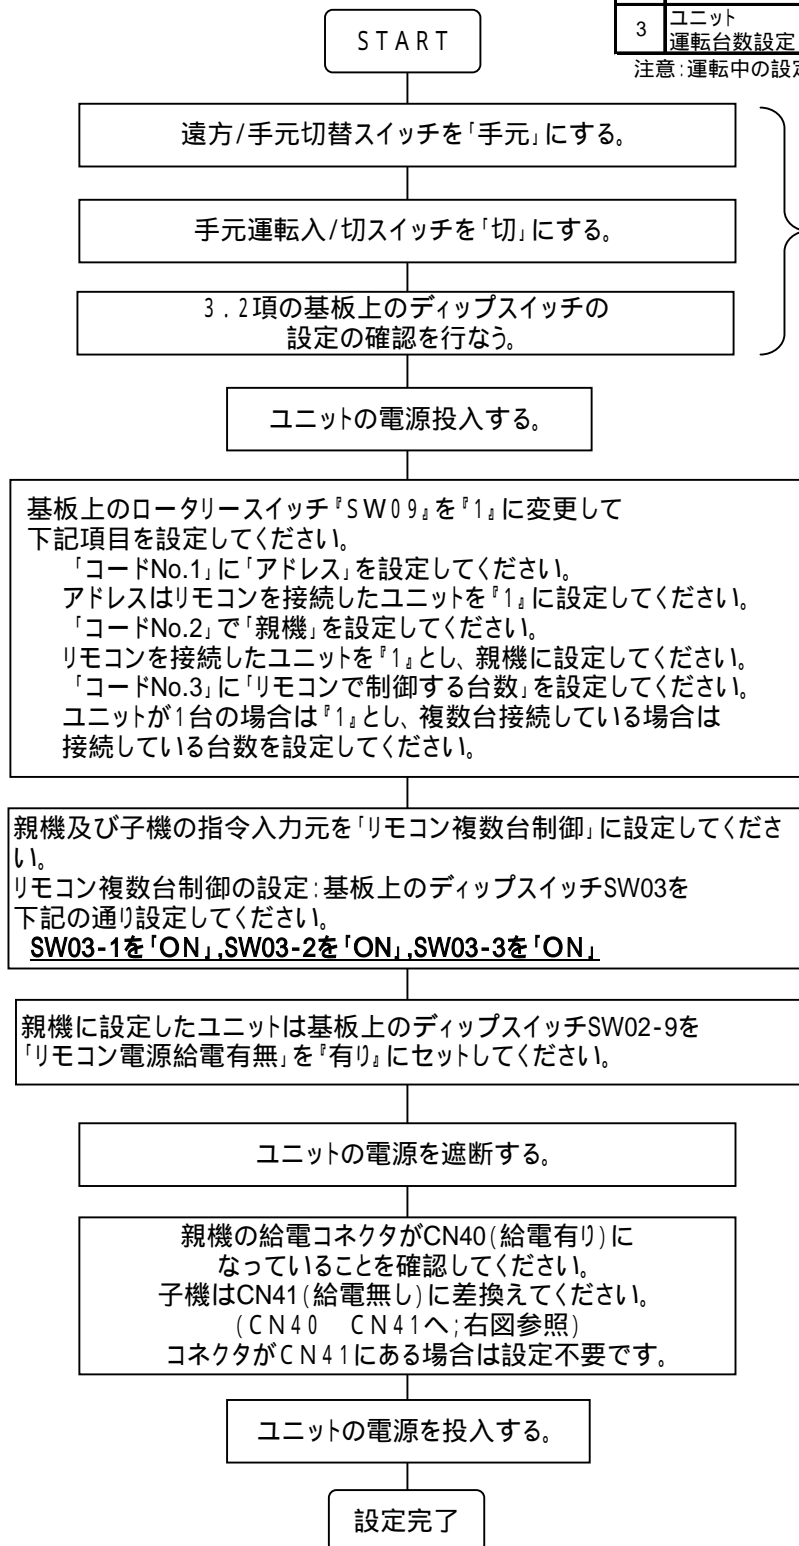 3 ユニット
運転台数設定
START
注意:運転中の設定
遠方/手元切替スイッチを「手元」にする。
手元運転入/切スイッチを「切」にする。
3.2項の基板上のディップスイッチの
設定の確認を行なう。
ユニットの電源投入する。
基板上のロータリースイッチ『SW09』を『1』に変更して
下記項目を設定してください。
「コードNo.1」に「アドレス」を設定してください。
アドレスはリモコンを接続したユニットを『1』に設定してください。
「コードNo.2」で「親機」を設定してください。
リモコンを接続したユニットを『1』とし、親機に設定してください。
「コードNo.3」に「リモコンで制御する台数」を設定してください。
ユニットが1台の場合は『1』とし、複数台接続している場合は
接続している台数を設定してください。
親機及び子機の指令入力元を「リモコン複数台制御」に設定してくださ
い。
リモコン複数台制御の設定:基板上のディップスイッチSW03を
下記の通り設定してください。
SW03-1を「ON」,SW03-2を「ON」,SW03-3を「ON」
親機に設定したユニットは基板上のディップスイッチSW02-9を
「リモコン電源給電有無」を『有り』にセットしてください。
ユニットの電源を遮断する。
親機の給電コネクタがCN40(給電有り)に
なっていることを確認してください。
子機はCN41(給電無し)に差換えてください。
(CN40 CN41へ;右図参照)
コネクタがCN41にある場合は設定不要です。
ユニットの電源を投入する。
設定完了